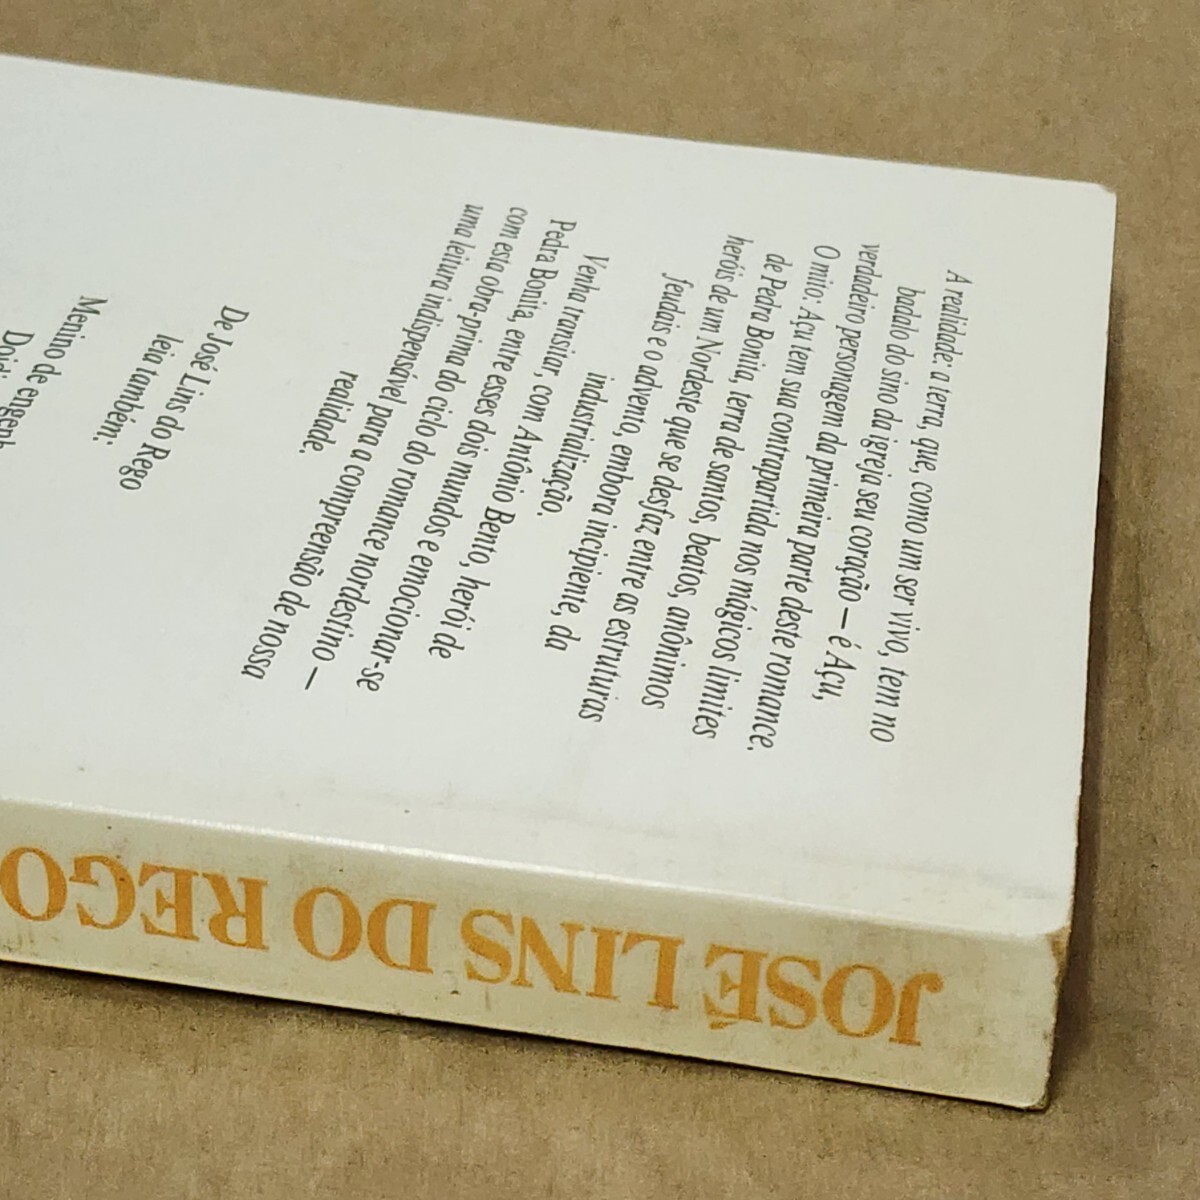 A realidade: a terra, que, como um ser vivo, tem no
badalo do sino da igreja seu coração – é Açu,
verdadeiro personagem da primeira parte deste romance.
O mito: Açu tem sua contrapartida nos mágicos limites
de Pedra Bonita, terra de santos, beatos, anônimos
heróis de um Nordeste que se desfaz entre as estruturas
feudais e o advento, embora incipiente, da
industrialização.
Venha transitar, com Antônio Bento, herói de
Pedra Bonita, entre esses dois mundos e emocionar-se
com esta obra-prima do ciclo do romance nordestino –
uma leitura indispensável para a compreensão de nossa
realidade.
De José Lins do Rego
leia também:
Menino de engenh
JOSÉ LINS DO REGO